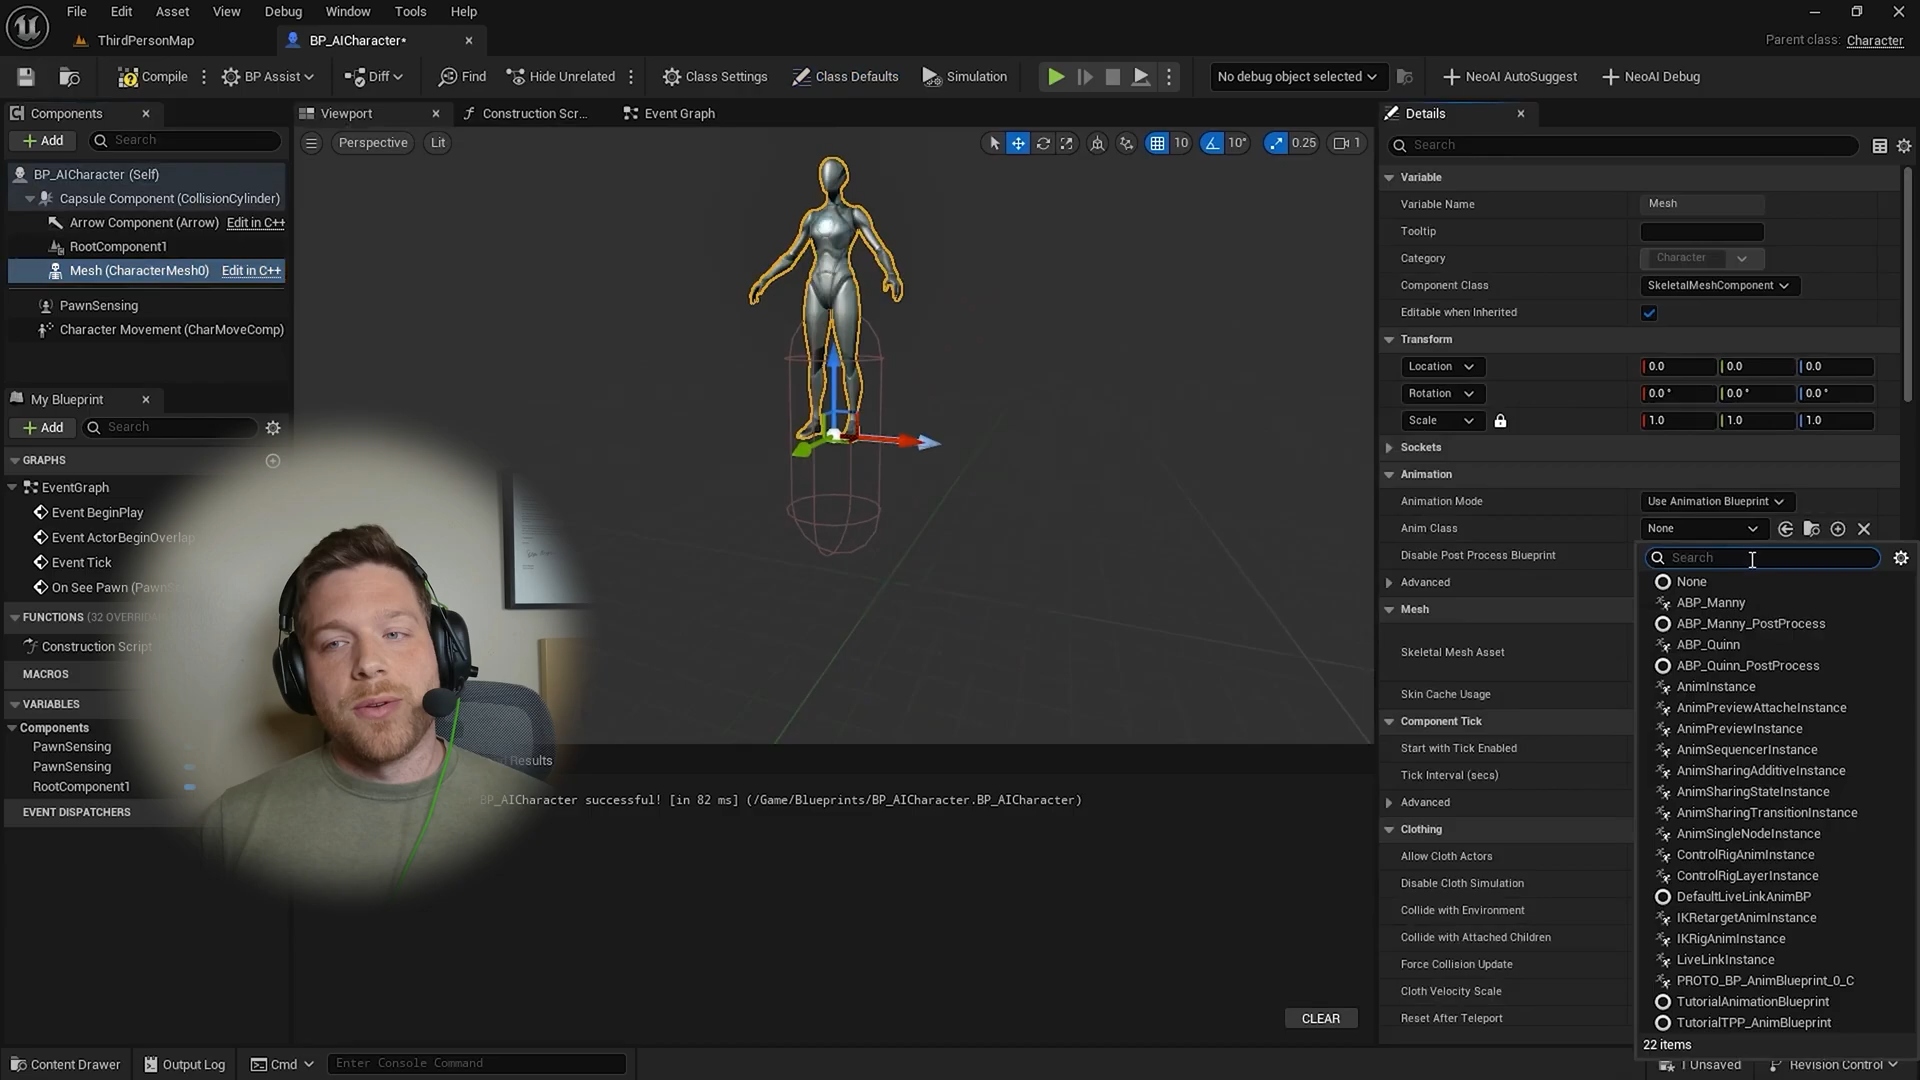 File Edit Asset View Debug Window Tools Help
ThirdPersonMap BP_AICharacter* Parent class: Character
Compile BP Assist Diff Find Hide Unrelated Class Settings Class Defaults Simulation No debug object selected NeoAI AutoSuggest NeoAI Debug
Components
Add Search
BP_AICharacter (Self)
Capsule Component (CollisionCylinder)
Arrow Component (Arrow) Edit in C++
RootComponent1
Mesh (CharacterMesh0) Edit in C++
PawnSensing
Character Movement (CharMoveComp)
My Blueprint
Add Search
GRAPHS
EventGraph
Event BeginPlay
Event ActorBeginOverlap
Event Tick
On See Pawn
FUNCTIONS (32
Construction Script
MACROS
VARIABLES
Components
PawnSensing
PawnSensing
RootComponent1
EVENT DISPATCHERS
Viewport Construction Scr... Event Graph
Perspective Lit 10 10° 0.25 1
Results
BP_AICharacter successful! [in 82 ms] (/Game/Blueprints/BP_AICharacter.BP_AICharacter)
CLEAR
Details
Search
Variable
Variable Name Mesh
Tooltip
Category Character
Component Class SkeletalMeshComponent
Editable when Inherited
Transform
Location 0.0 0.0 0.0
Rotation 0.0° 0.0° 0.0°
Scale 1.0 1.0 1.0
Sockets
Animation
Animation Mode Use Animation Blueprint
Anim Class None
Disable Post Process Blueprint
Advanced
Mesh
Skeletal Mesh Asset
Skin Cache Usage
Component Tick
Start with Tick Enabled
Tick Interval (secs)
Advanced
Clothing
Allow Cloth Actors
Disable Cloth Simulation
Collide with Environment
Collide with Attached Children
Force Collision Update
Cloth Velocity Scale
Reset After Teleport
Search
None
ABP_Manny
ABP_Manny_PostProcess
ABP_Quinn
ABP_Quinn_PostProcess
AnimInstance
AnimPreviewAttacheInstance
AnimPreviewInstance
AnimSequencerInstance
AnimSharingAdditiveInstance
AnimSharingStateInstance
AnimSharingTransitionInstance
AnimSingleNodeInstance
ControlRigAnimInstance
ControlRigLayerInstance
DefaultLiveLinkAnimBP
IKRetargetAnimInstance
IKRigAnimInstance
LiveLinkInstance
PROTO_BP_AnimBlueprint_0_C
TutorialAnimationBlueprint
TutorialTPP_AnimBlueprint
22 items
Content Drawer Output Log Cmd Enter Console Command 1 Unsaved Revision Control